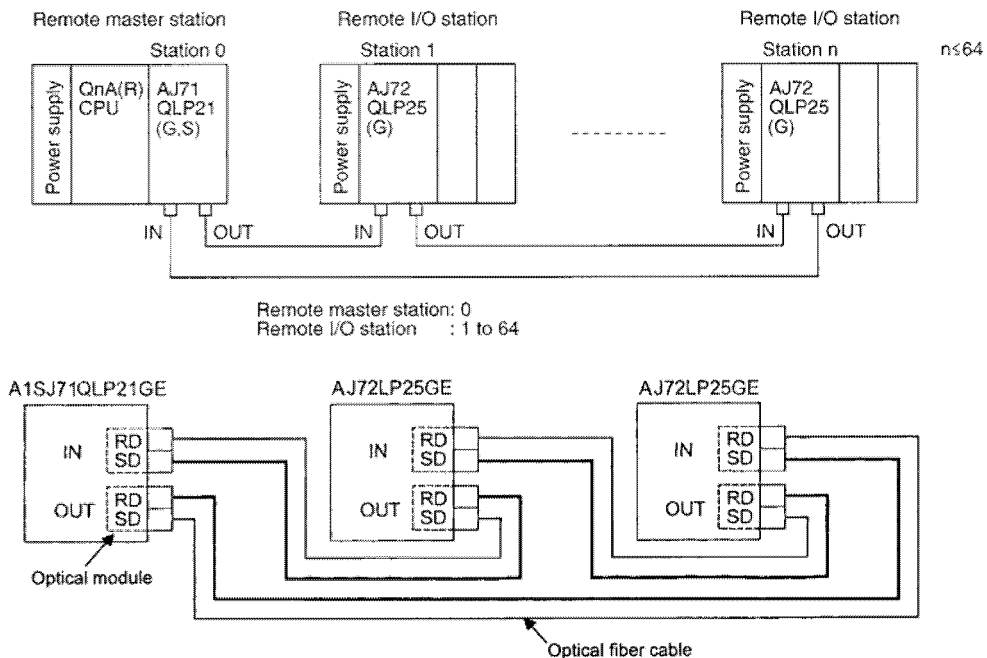 Remote master station
Remote I/O station
Remote I/O station
Station 0
Station 1
Station n
n≤64
Power supply
QnA(R)
CPU
AJ71
QLP21
(G,S)
Power supply
AJ72
QLP25
(G)
Power supply
AJ72
QLP25
(G)
IN
OUT
IN
OUT
IN
OUT
Remote master station: 0
Remote I/O station : 1 to 64
A1SJ71QLP21GE
AJ72LP25GE
AJ72LP25GE
IN
RD
SD
OUT
RD
SD
IN
RD
SD
OUT
RD
SD
IN
RD
SD
OUT
RD
SD
Optical module
Optical fiber cable